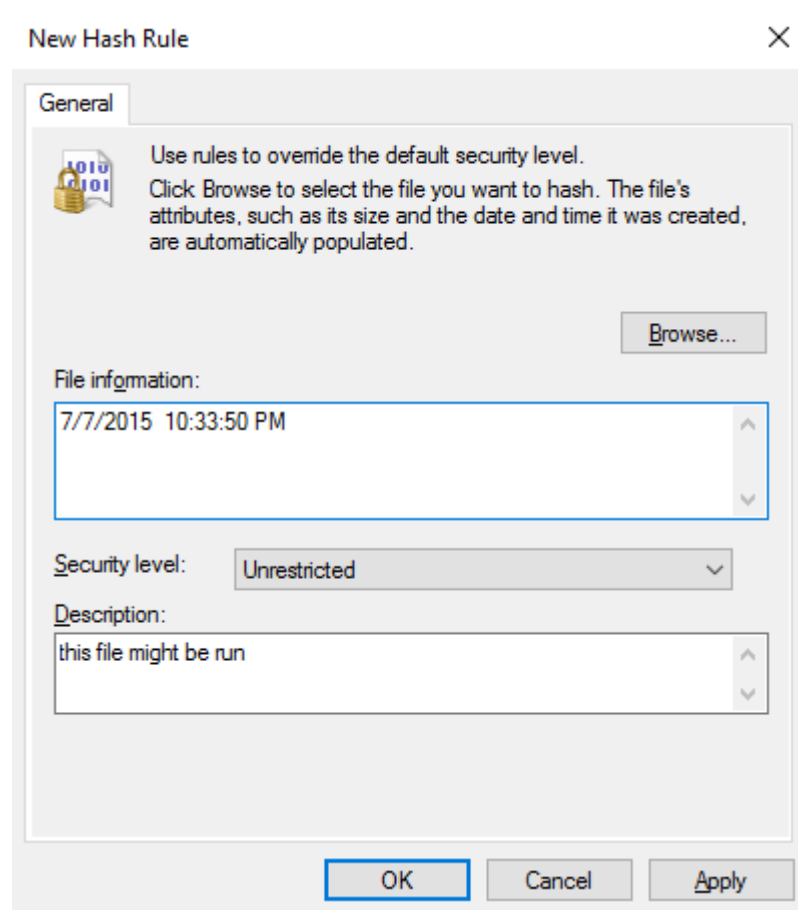 New Hash Rule
General
Use rules to override the default security level.
Click Browse to select the file you want to hash. The file's
attributes, such as its size and the date and time it was created,
are automatically populated.
Browse...
File information:
7/7/2015 10:33:50 PM
Security level:
Unrestricted
Description:
this file might be run
OK
Cancel
Apply